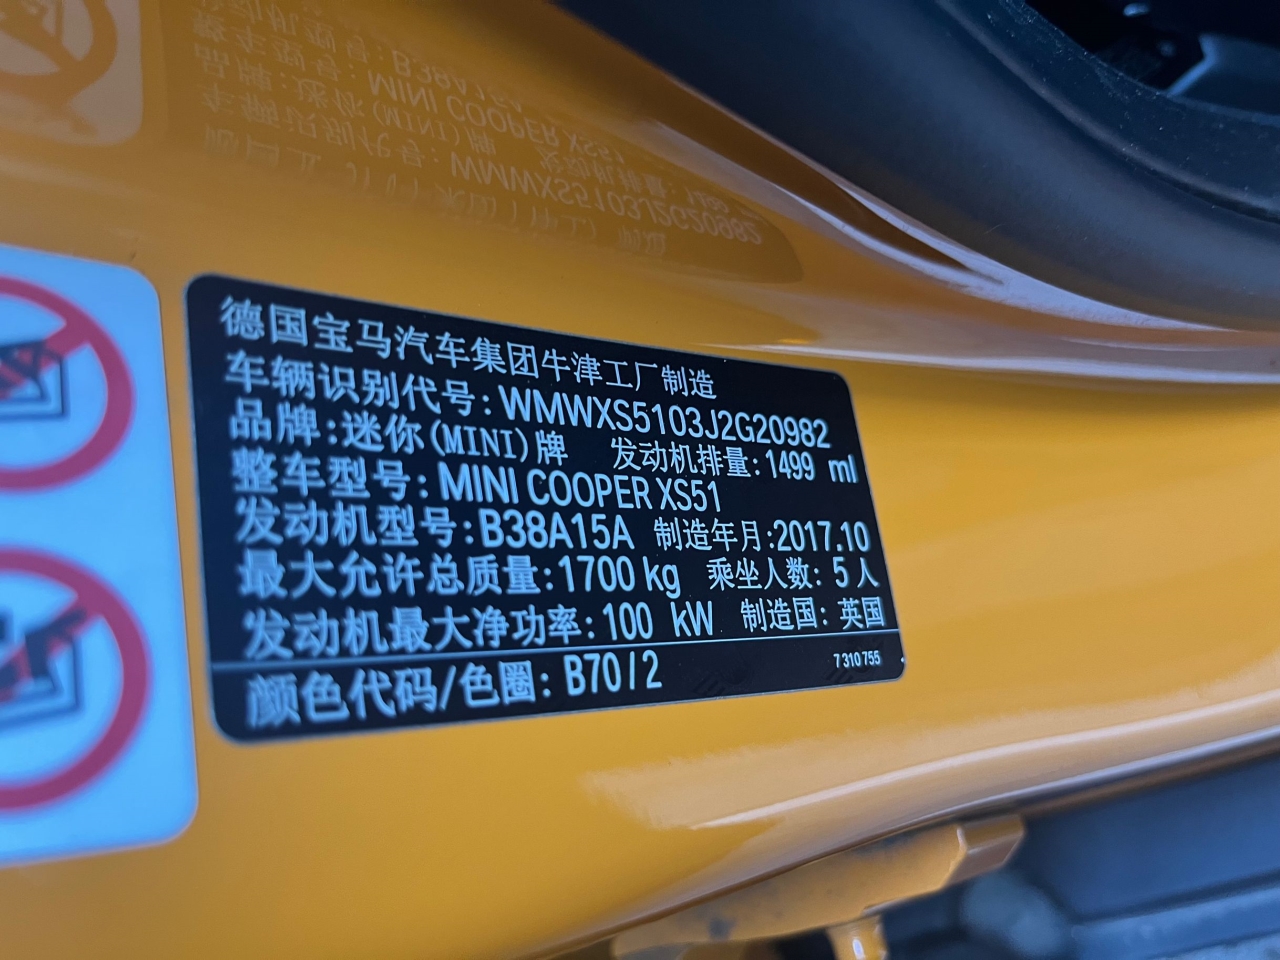 德国宝马汽车集团牛津工厂制造
车辆识别代号: WMWXS5103J2G20982
品牌:迷你(MINI)牌 发动机排量:1499 ml
整车型号: MINI COOPER XS51
发动机型号:B38A15A 制造年月:2017.10
最大允许总质量:1700 kg 乘坐人数: 5人
发动机最大净功率:100 kW 制造国: 英国
颜色代码/色圈: B70/2 7 310 755